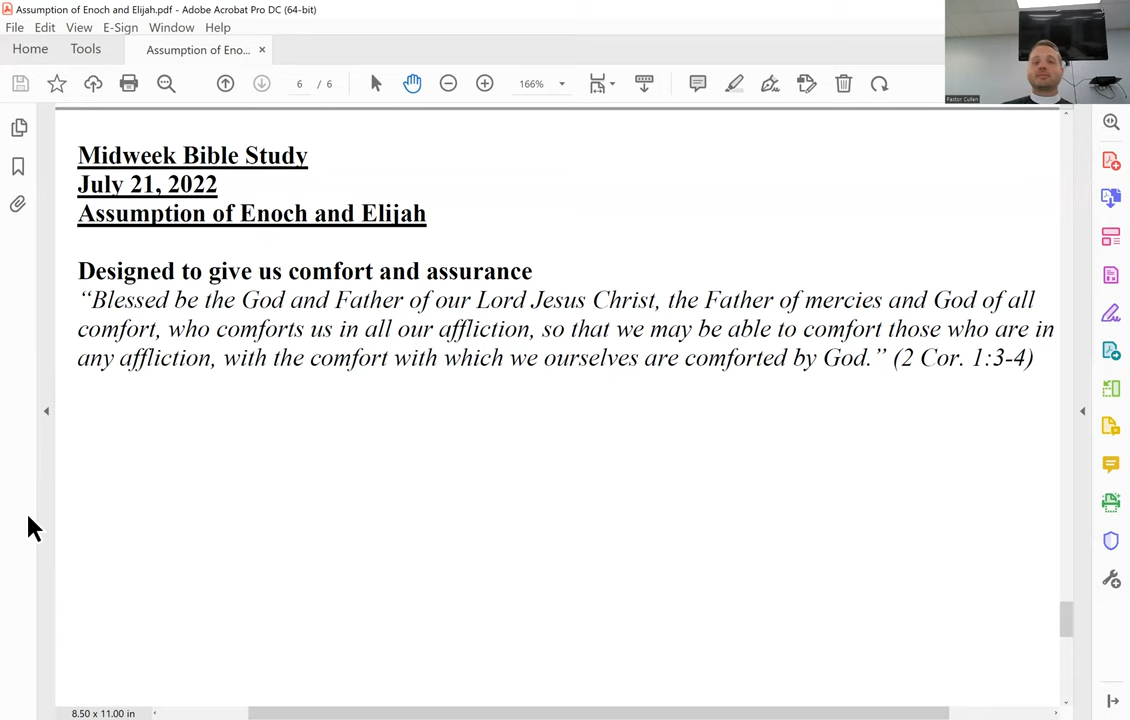 Assumption of Enoch and Elijah.pdf - Adobe Acrobat Pro DC (64-bit)
File Edit View E-Sign Window Help
Home Tools Assumption of Eno... ×
6 / 6 166%
Pastor Cullen
Midweek Bible Study
July 21, 2022
Assumption of Enoch and Elijah
Designed to give us comfort and assurance
“Blessed be the God and Father of our Lord Jesus Christ, the Father of mercies and God of all
comfort, who comforts us in all our affliction, so that we may be able to comfort those who are in
any affliction, with the comfort with which we ourselves are comforted by God.” (2 Cor. 1:3-4)
8.50 x 11.00 in